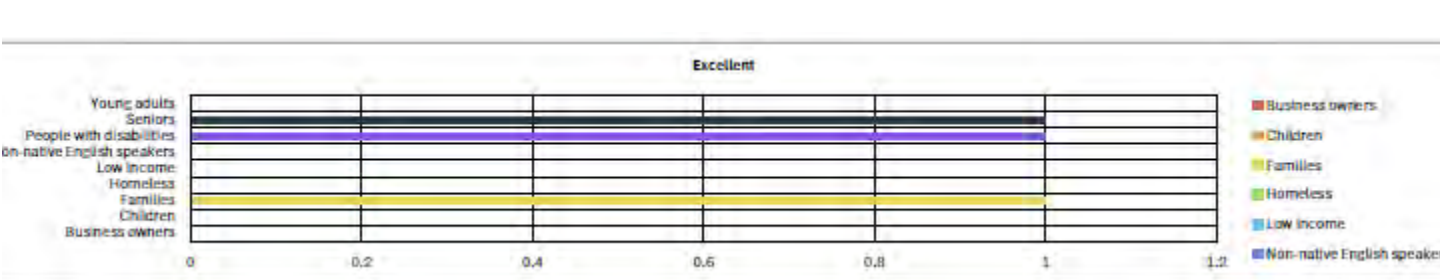 Excellent
Young adults
Seniors
People with disabilities
on-native English speakers
Low income
Homeless
Families
Children
Business owners
0 0.2 0.4 0.6 0.8 1 1.2
Business owners
Children
Families
Homeless
Low income
Non-native English speake